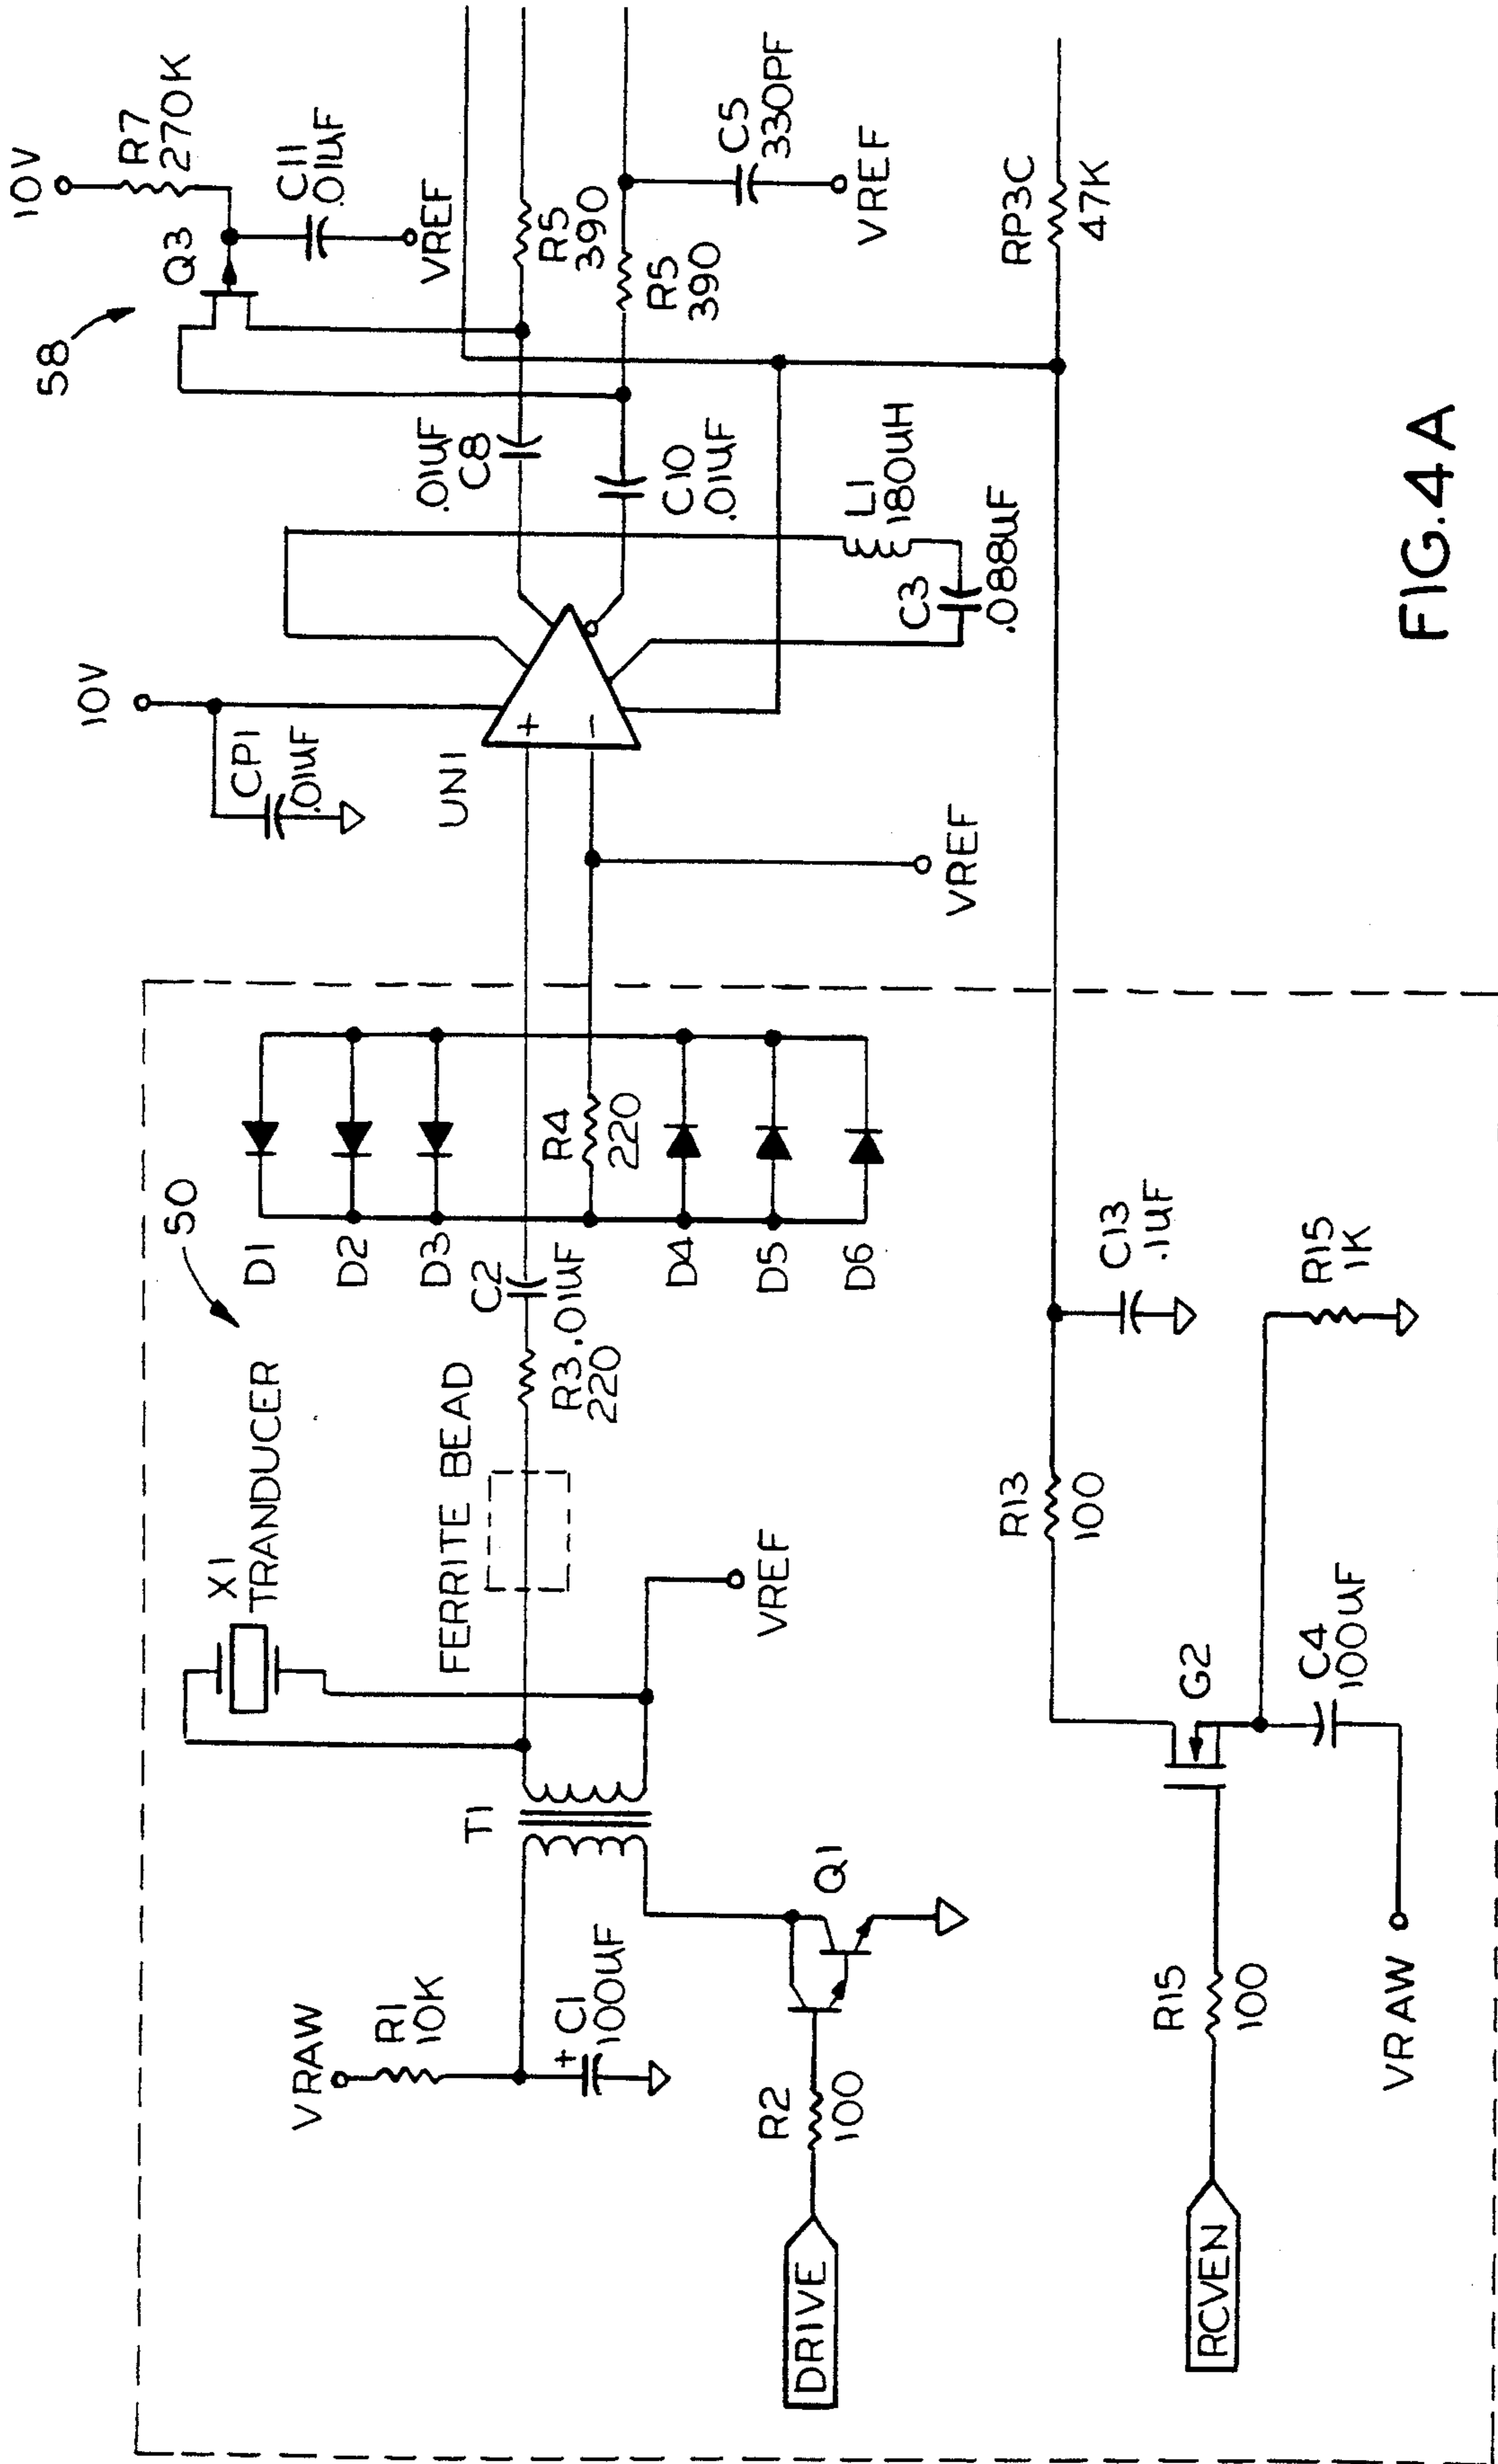 50
X1
TRANDUCER
VRAW
R1
10K
C1
100UF
+
T1
FERRITE BEAD
R3
220
C2
.01UF
D1
D2
D3
R4
220
D4
D5
D6
VREF
DRIVE
R2
100
Q1
RCVEN
R15
100
G2
R13
100
C13
.1UF
R15
1K
C4
100UF
VRAW
10V
CP1
.01UF
UN1
+
−
VREF
58
Q3
10V
R7
270K
C11
.01UF
VREF
.01UF
C8
R5
390
R5
390
C10
.01UF
C5
330PF
VREF
L1
180UH
C3
.088UF
RP3C
47K
FIG.4A